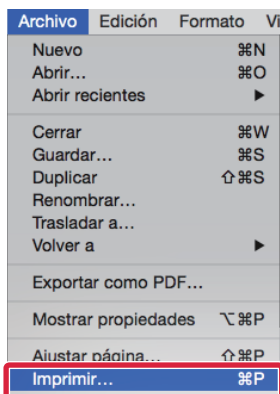 Archivo Edición Formato Vi
Nuevo ⌘N
Abrir... ⌘O
Abrir recientes ▶
Cerrar ⌘W
Guardar... ⌘S
Duplicar ⇧⌘S
Renombrar...
Trasladar a...
Volver a ▶
Exportar como PDF...
Mostrar propiedades ⌥⌘P
Ajustar página... ⇧⌘P
Imprimir... ⌘P